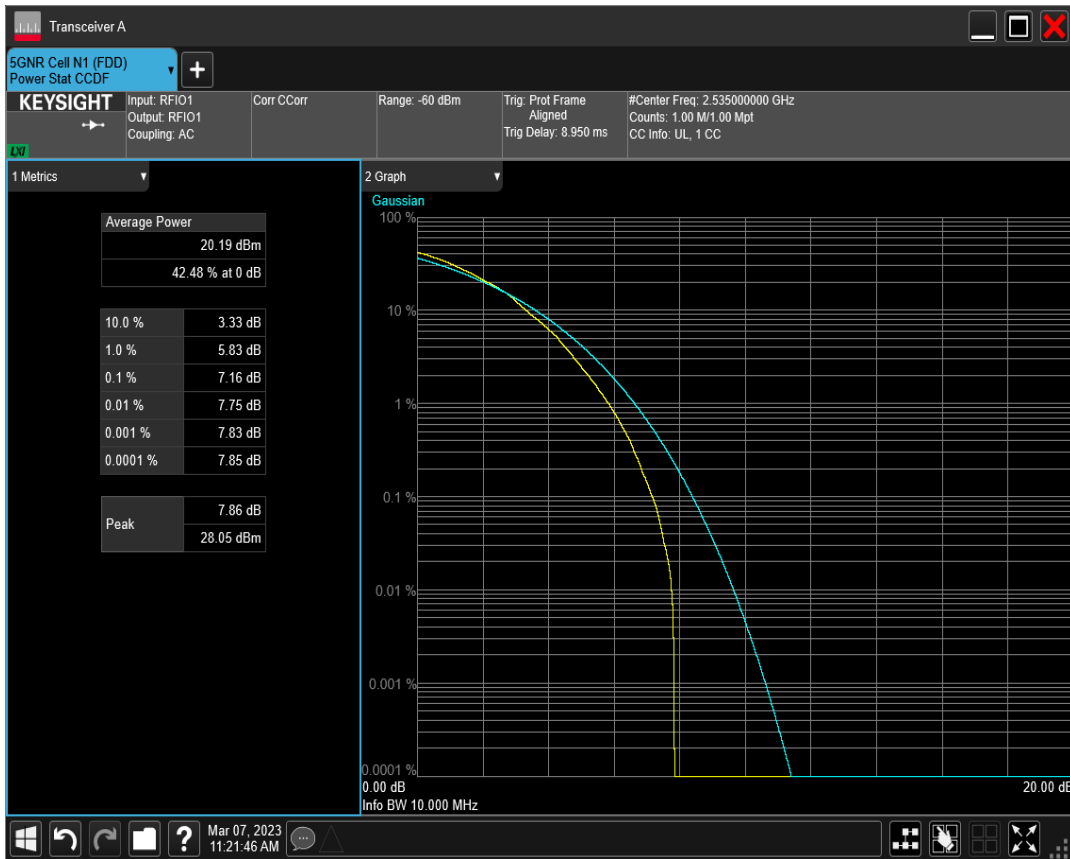 Transceiver A
5GNR Cell N1 (FDD)
Power Stat CCDF
+
KEYSIGHT
LXI
Input: RFIO1
Output: RFIO1
Coupling: AC
Corr CCorr
Range: -60 dBm
Trig: Prot Frame
Aligned
Trig Delay: 8.950 ms
#Center Freq: 2.535000000 GHz
Counts: 1.00 M/1.00 Mpt
CC Info: UL, 1 CC
1 Metrics
Average Power
20.19 dBm
42.48 % at 0 dB
10.0 % 3.33 dB
1.0 % 5.83 dB
0.1 % 7.16 dB
0.01 % 7.75 dB
0.001 % 7.83 dB
0.0001 % 7.85 dB
Peak
7.86 dB
28.05 dBm
2 Graph
Gaussian
100 %
10 %
1 %
0.1 %
0.01 %
0.001 %
0.0001 %
0.00 dB 20.00 dB
Info BW 10.000 MHz
?
Mar 07, 2023
11:21:46 AM